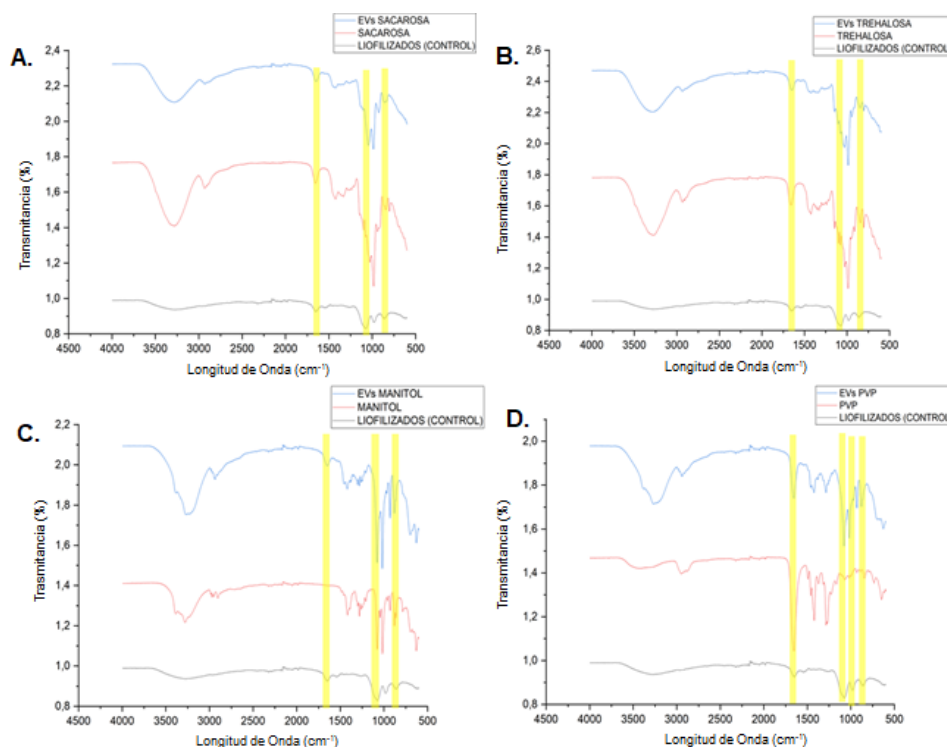 A.
EVs SACAROSA
SACAROSA
LIOFILIZADOS (CONTROL)
2,4
2,2
2,0
1,8
1,6
1,4
1,2
1,0
0,8
Transmitancia (%)
4500 4000 3500 3000 2500 2000 1500 1000 500
Longitud de Onda (cm⁻¹)
B.
EVs TREHALOSA
TREHALOSA
LIOFILIZADOS (CONTROL)
2,6
2,4
2,2
2,0
1,8
1,6
1,4
1,2
1,0
0,8
Transmitancia (%)
4500 4000 3500 3000 2500 2000 1500 1000 500
Longitud de Onda (cm⁻¹)
C.
EVs MANITOL
MANITOL
LIOFILIZADOS (CONTROL)
2,2
2,0
1,8
1,6
1,4
1,2
1,0
0,8
Trasmitancia (%)
4500 4000 3500 3000 2500 2000 1500 1000 500
Longitud de Onda (cm⁻¹)
D.
EVs PVP
PVP
LIOFILIZADOS (CONTROL)
2,2
2,0
1,8
1,6
1,4
1,2
1,0
0,8
Transmitancia (%)
4500 4000 3500 3000 2500 2000 1500 1000 500
Longitud de Onda (cm⁻¹)